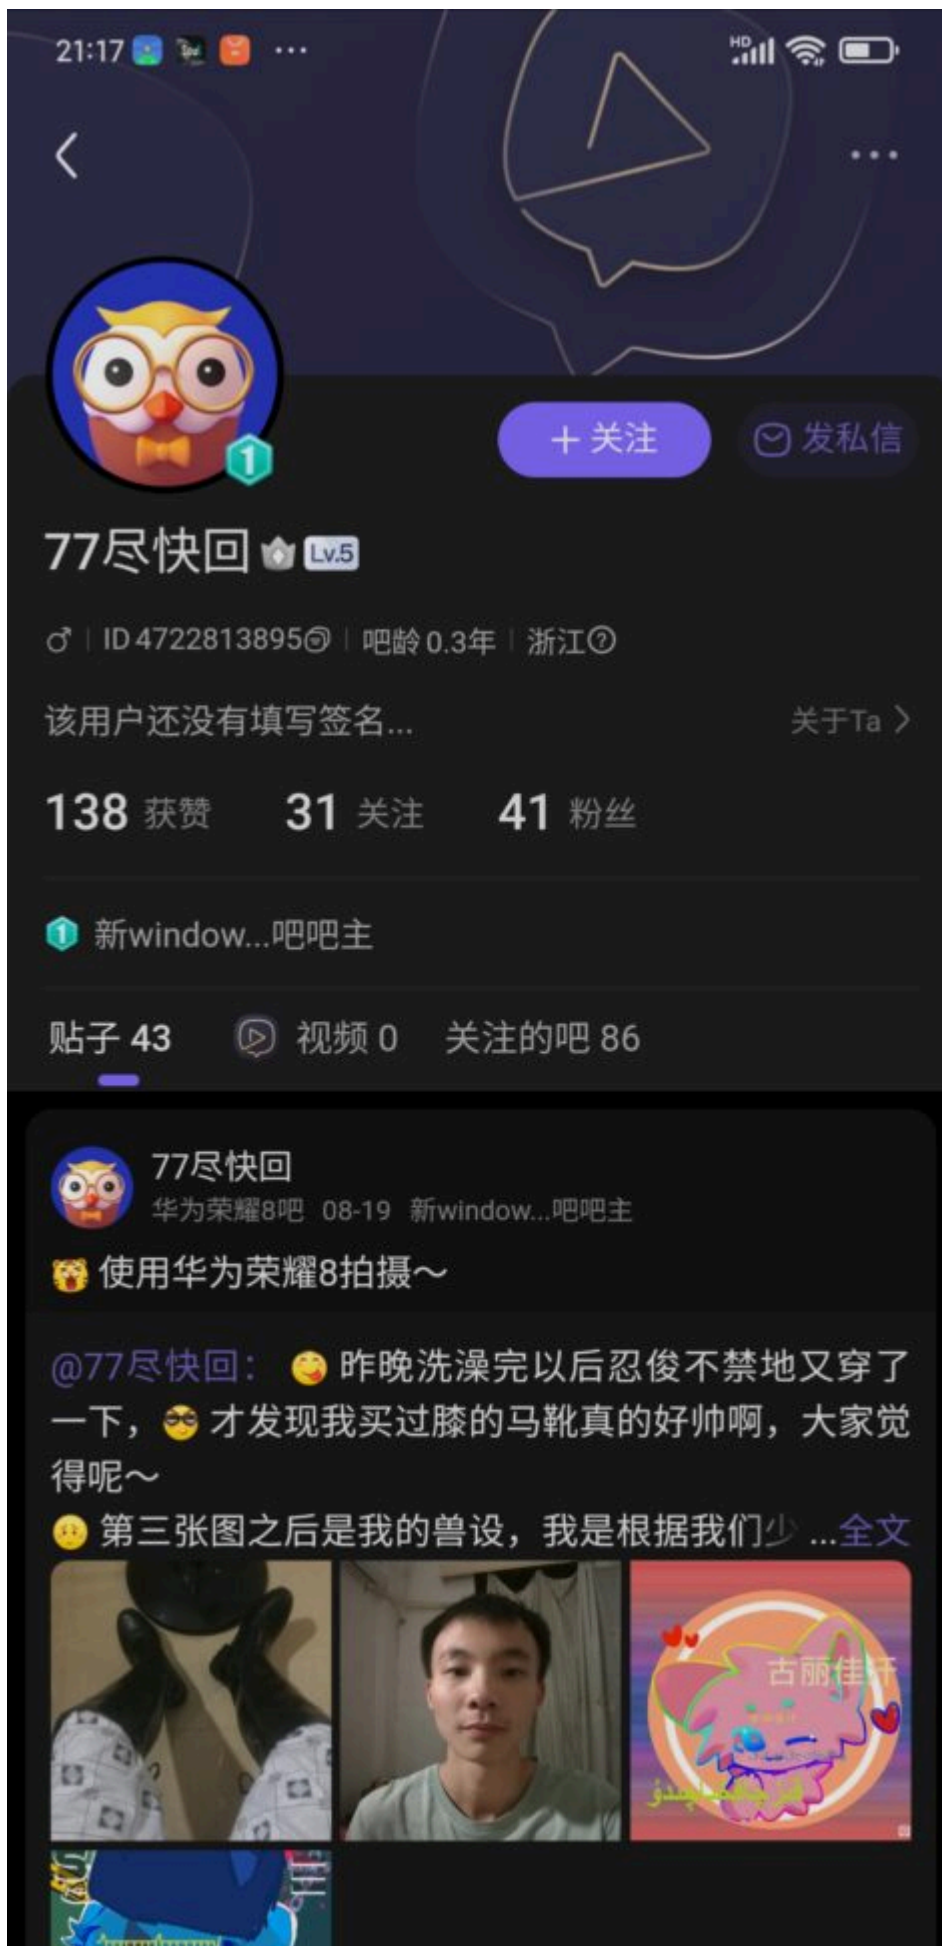 21:17
HD
关注
发私信
77尽快回 Lv.5
ID 4722813895 吧龄 0.3年 浙江
该用户还没有填写签名... 关于Ta
138 获赞 31 关注 41 粉丝
1 新window...吧吧主
贴子 43 视频 0 关注的吧 86
77尽快回
华为荣耀8吧 08-19 新window...吧吧主
使用华为荣耀8拍摄～
@77尽快回： 昨晚洗澡完以后忍俊不禁地又穿了
一下， 才发现我买过膝的马靴真的好帅啊，大家觉
得呢～
第三张图之后是我的兽设，我是根据我们少 ...全文
古丽佳